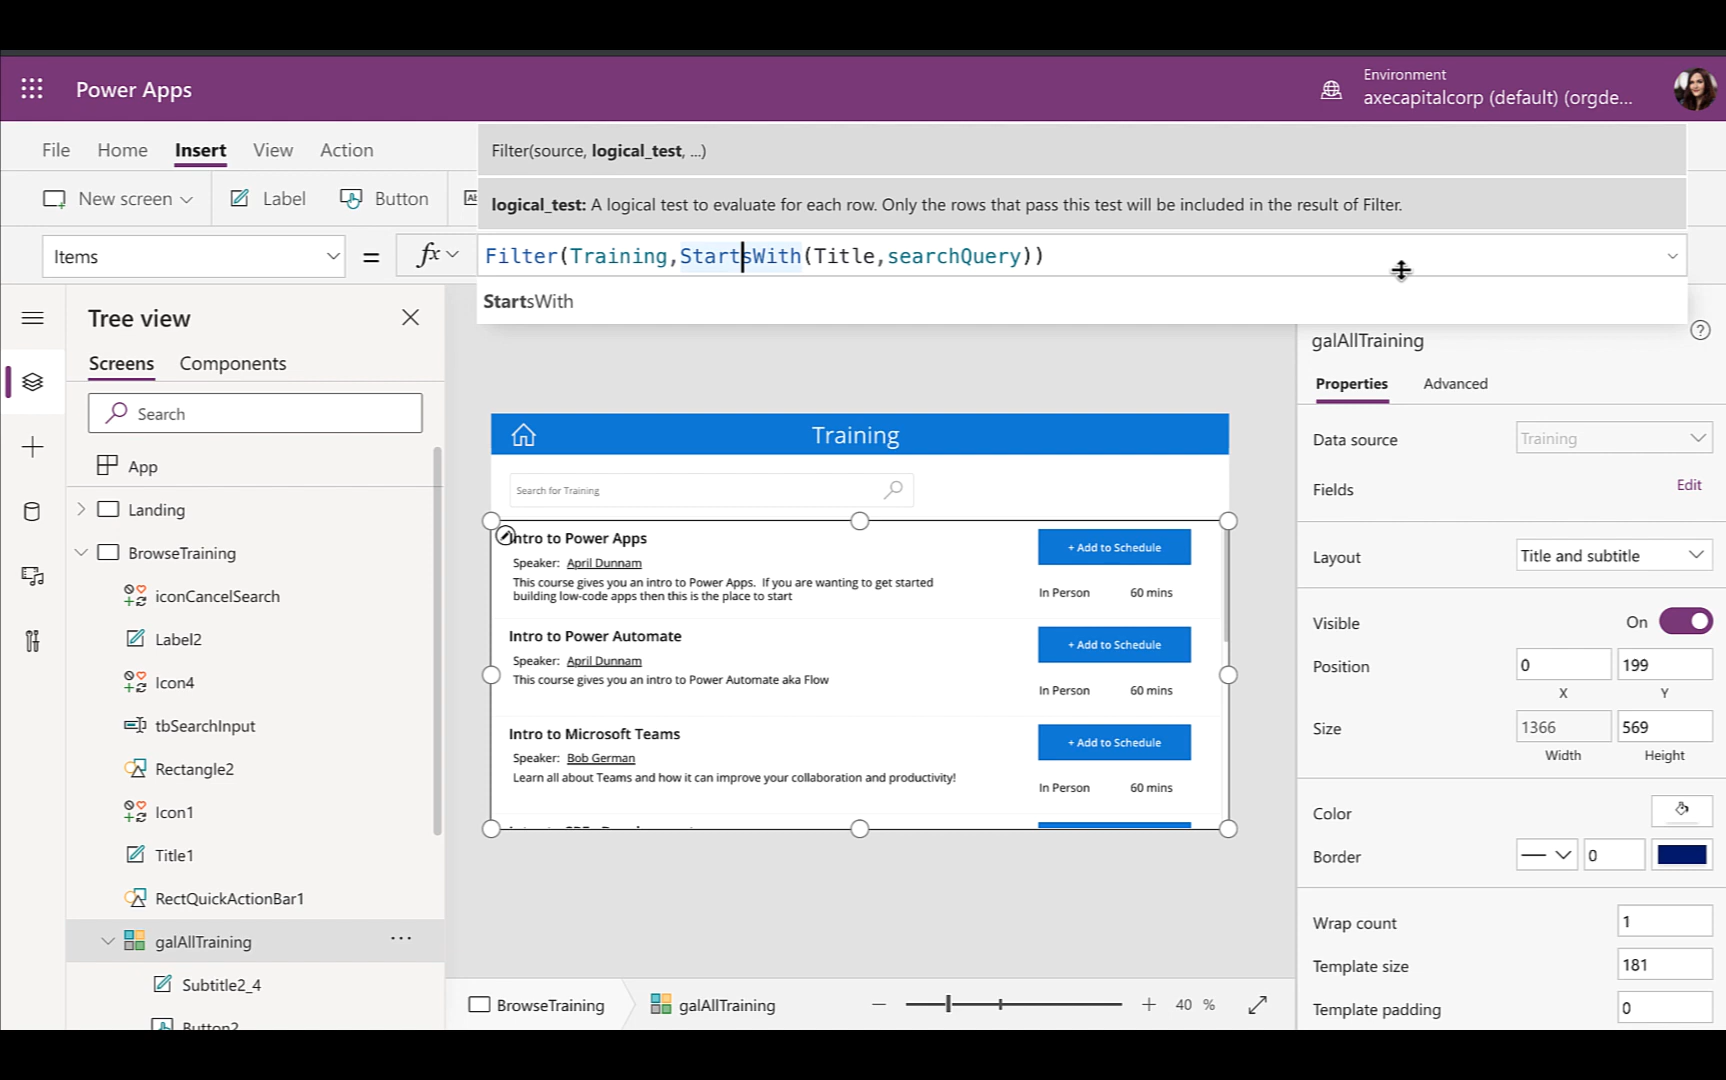 Power Apps
Environment
axecapitalcorp (default) (orgde...
File Home Insert View Action
Filter(source, logical_test, ...)
New screen Label Button
logical_test: A logical test to evaluate for each row. Only the rows that pass this test will be included in the result of Filter.
Items = fx Filter(Training,StartsWith(Title,searchQuery))
StartsWith
Tree view
Screens Components
Search
App
Landing
BrowseTraining
iconCancelSearch
Label2
Icon4
tbSearchInput
Rectangle2
Icon1
Title1
RectQuickActionBar1
galAllTraining ...
Subtitle2_4
Button2
Training
Search for Training
Intro to Power Apps
Speaker: April Dunnam
This course gives you an intro to Power Apps. If you are wanting to get started
building low-code apps then this is the place to start
+ Add to Schedule
In Person 60 mins
Intro to Power Automate
Speaker: April Dunnam
This course gives you an intro to Power Automate aka Flow
+ Add to Schedule
In Person 60 mins
Intro to Microsoft Teams
Speaker: Bob German
Learn all about Teams and how it can improve your collaboration and productivity!
+ Add to Schedule
In Person 60 mins
BrowseTraining galAllTraining 40 %
galAllTraining
Properties Advanced
Data source Training
Fields Edit
Layout Title and subtitle
Visible On
Position 0 199
X Y
Size 1366 569
Width Height
Color
Border 0
Wrap count 1
Template size 181
Template padding 0